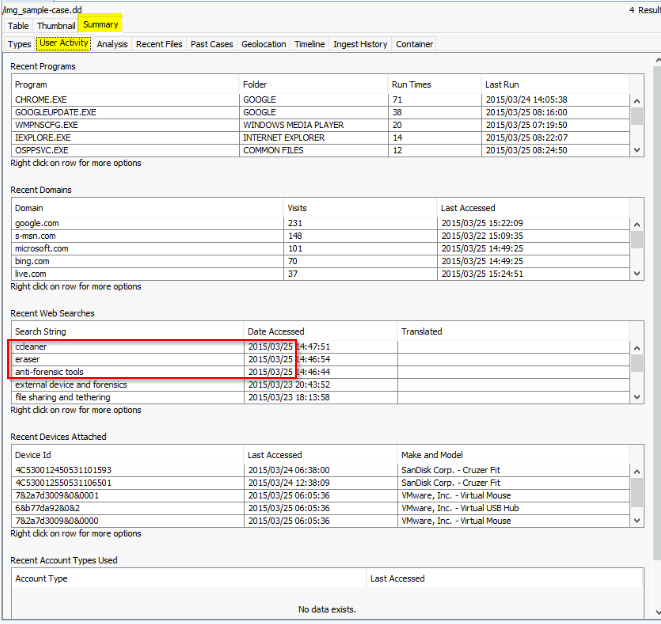 /img_sample-case.dd 4 Result
Table Thumbnail Summary
Types User Activity Analysis Recent Files Past Cases Geolocation Timeline Ingest History Container
Recent Programs
Program Folder Run Times Last Run
CHROME.EXE GOOGLE 71 2015/03/24 14:05:38
GOOGLEUPDATE.EXE GOOGLE 38 2015/03/25 08:16:00
WMPNSCFG.EXE WINDOWS MEDIA PLAYER 20 2015/03/25 07:19:50
IEXPLORE.EXE INTERNET EXPLORER 14 2015/03/25 08:22:07
OSPPSVC.EXE COMMON FILES 12 2015/03/25 08:24:50
Right click on row for more options
Recent Domains
Domain Visits Last Accessed
google.com 231 2015/03/25 15:22:09
s-msn.com 148 2015/03/22 15:09:35
microsoft.com 101 2015/03/25 14:49:25
bing.com 70 2015/03/25 14:49:25
live.com 37 2015/03/25 15:24:51
Right click on row for more options
Recent Web Searches
Search String Date Accessed Translated
ccleaner 2015/03/25 14:47:51
eraser 2015/03/25 14:46:54
anti-forensic tools 2015/03/25 14:46:44
external device and forensics 2015/03/23 20:43:52
file sharing and tethering 2015/03/23 18:13:58
Right click on row for more options
Recent Devices Attached
Device Id Last Accessed Make and Model
4C530012450531101593 2015/03/24 06:38:00 SanDisk Corp. - Cruzer Fit
4C530012550531106501 2015/03/24 12:38:09 SanDisk Corp. - Cruzer Fit
7&2a7d3009&0&0001 2015/03/25 06:05:36 VMware, Inc. - Virtual Mouse
6&b77da92&0&2 2015/03/25 06:05:36 VMware, Inc. - Virtual USB Hub
7&2a7d3009&0&0000 2015/03/25 06:05:36 VMware, Inc. - Virtual Mouse
Right click on row for more options
Recent Account Types Used
Account Type Last Accessed
No data exists.